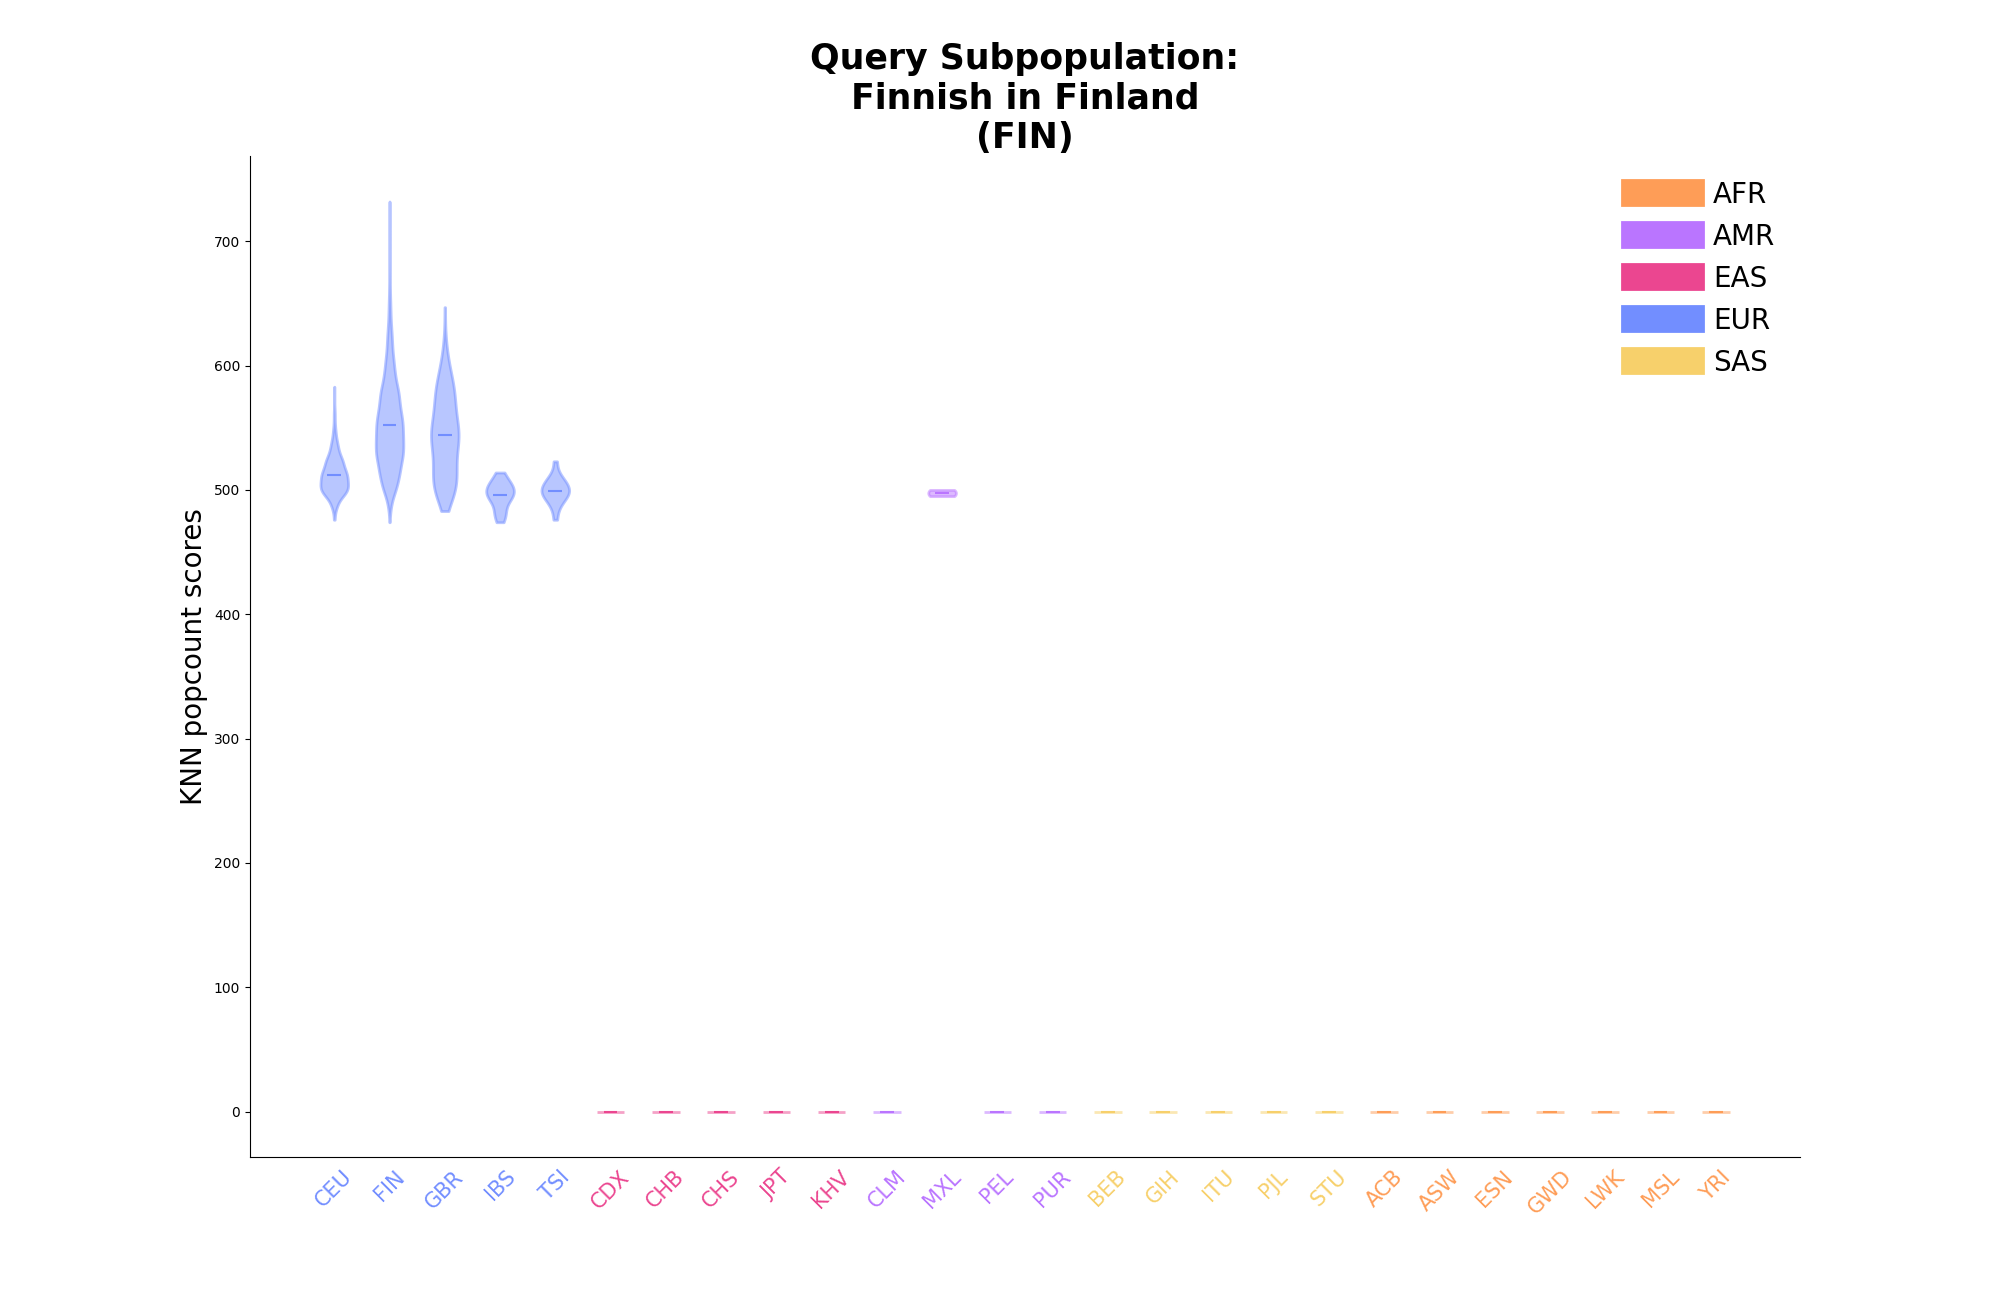 Query Subpopulation:
Finnish in Finland
(FIN)
AFR
AMR
EAS
EUR
SAS
KNN popcount scores
700
600
500
400
300
200
100
0
CEU
FIN
GBR
IBS
TSI
CDX
CHB
CHS
JPT
KHV
CLM
MXL
PEL
PUR
BEB
GIH
ITU
PJL
STU
ACB
ASW
ESN
GWD
LWK
MSL
YRI